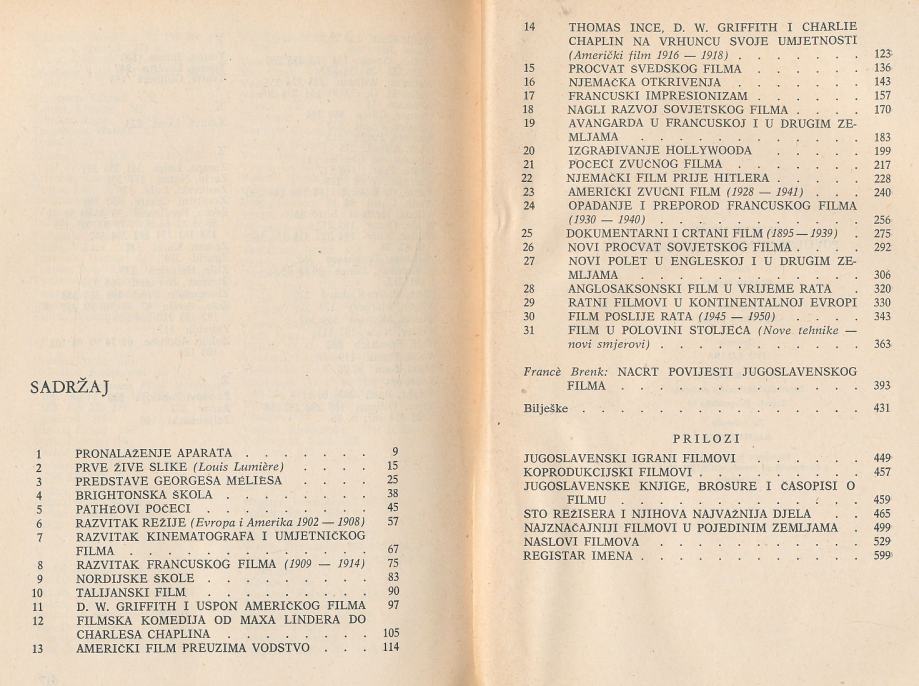 SADRŽAJ
1 PRONALAŽENJE APARATA . . . . . . . 9
2 PRVE ŽIVE SLIKE (Louis Lumière) . . . . 15
3 PREDSTAVE GEORGESA MÉLIÈSA . . . . 25
4 BRIGHTONSKA ŠKOLA . . . . . . . . 38
5 PATHÉOVI POČECI . . . . . . . . . 45
6 RAZVITAK REŽIJE (Evropa i Amerika 1902 — 1908) 57
7 RAZVITAK KINEMATOGRAFA I UMJETNIČKOG
FILMA . . . . . . . . . . . . . 67
8 RAZVITAK FRANCUSKOG FILMA (1909 — 1914) 75
9 NORDIJSKE ŠKOLE . . . . . . . . . 83
10 TALIJANSKI FILM . . . . . . . . . 90
11 D. W. GRIFFITH I USPON AMERIČKOG FILMA 97
12 FILMSKA KOMEDIJA OD MAXA LINDERA DO
CHARLESA CHAPLINA . . . . . . . . 105
13 AMERIČKI FILM PREUZIMA VODSTVO . . . 114
14 THOMAS INCE, D. W. GRIFFITH I CHARLIE
CHAPLIN NA VRHUNCU SVOJE UMJETNOSTI
(Američki film 1916 — 1918) . . . . . . . 123
15 PROCVAT ŠVEDSKOG FILMA . . . . . . 136
16 NJEMAČKA OTKRIVENJA . . . . . . . 143
17 FRANCUSKI IMPRESIONIZAM . . . . . . 157
18 NAGLI RAZVOJ SOVJETSKOG FILMA . . . . 170
19 AVANGARDA U FRANCUSKOJ I U DRUGIM ZE-
MLJAMA . . . . . . . . . . . . 183
20 IZGRAĐIVANJE HOLLYWOODA . . . . . 199
21 POČECI ZVUČNOG FILMA . . . . . . . 217
22 NJEMAČKI FILM PRIJE HITLERA . . . . . 228
23 AMERIČKI ZVUČNI FILM (1928 — 1941) . . . 240
24 OPADANJE I PREPOROD FRANCUSKOG FILMA
(1930 — 1940) . . . . . . . . . . . 256
25 DOKUMENTARNI I CRTANI FILM (1895 — 1939) . 275
26 NOVI PROCVAT SOVJETSKOG FILMA . . . . 292
27 NOVI POLET U ENGLESKOJ I U DRUGIM ZE-
MLJAMA . . . . . . . . . . . . 306
28 ANGLOSAKSONSKI FILM U VRIJEME RATA . 320
29 RATNI FILMOVI U KONTINENTALNOJ EVROPI 330
30 FILM POSLIJE RATA (1945 — 1950) . . . . 343
31 FILM U POLOVINI STOLJEĆA (Nove tehnike —
novi smjerovi) . . . . . . . . . . . 363
Francè Brenk: NACRT POVIJESTI JUGOSLAVENSKOG
FILMA . . . . . . . . . . . . . 393
Bilješke . . . . . . . . . . . . . . 431
PRILOZI
JUGOSLAVENSKI IGRANI FILMOVI . . . . . . 449
KOPRODUKCIJSKI FILMOVI . . . . . . . . 457
JUGOSLAVENSKE KNJIGE, BROŠURE I ČASOPISI O
FILMU . . . . . . . . . . . . . 459
STO REŽISERA I NJIHOVA NAJVAŽNIJA DJELA . . 465
NAJZNAČAJNIJI FILMOVI U POJEDINIM ZEMLJAMA . 499
NASLOVI FILMOVA . . . . . . . . . . . 529
REGISTAR IMENA . . . . . . . . . . . 599